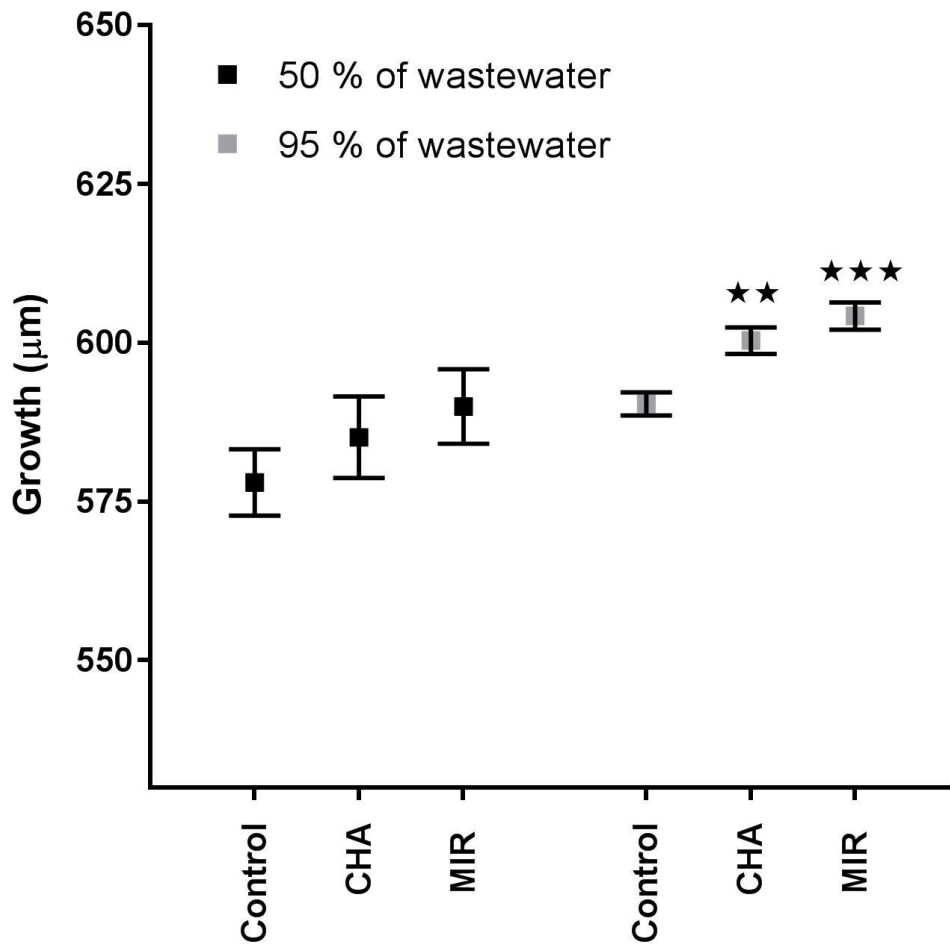 650
50 % of wastewater
95 % of wastewater
625
★★★
★★
600
Growth (μm)
575
550
Control
CHA
MIR
Control
CHA
MIR